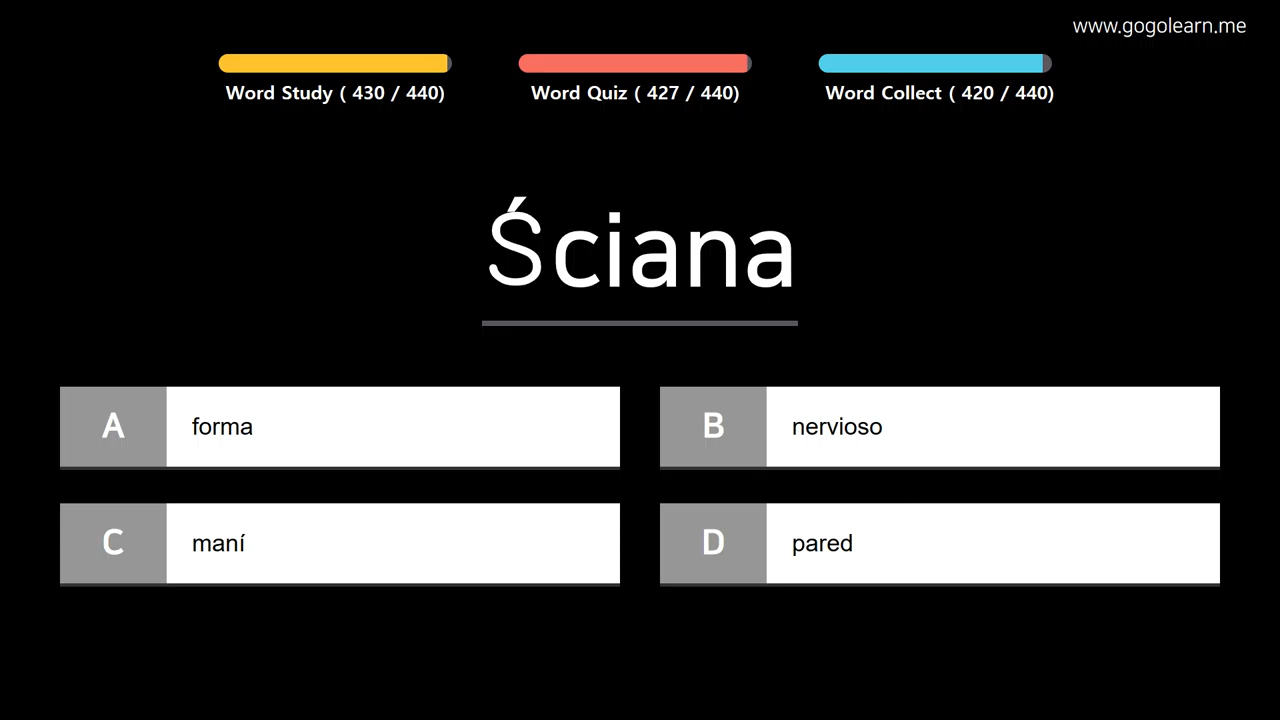 www.gogolearn.me
Word Study ( 430 / 440)
Word Quiz ( 427 / 440)
Word Collect ( 420 / 440)
Ściana
A forma
B nervioso
C maní
D pared